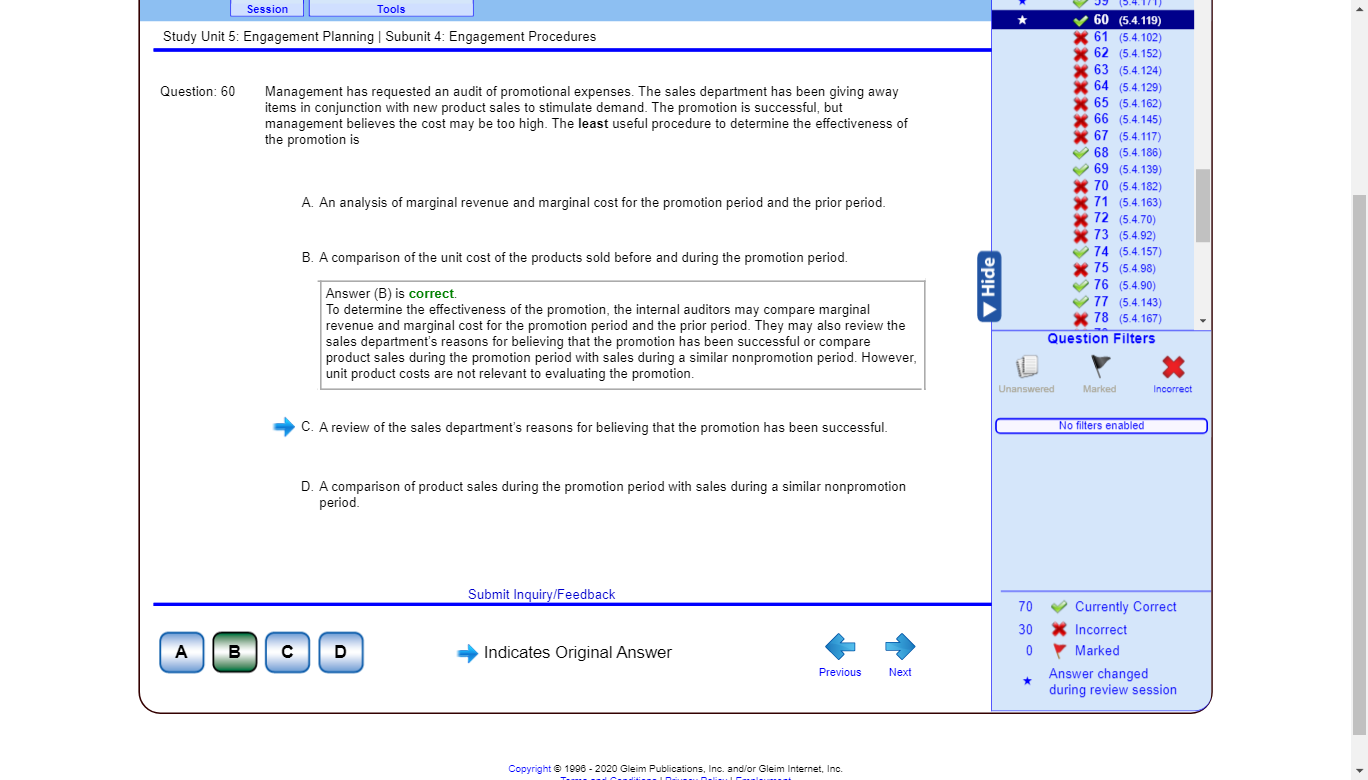 Session
Tools
Study Unit 5: Engagement Planning | Subunit 4: Engagement Procedures
Question: 60
Management has requested an audit of promotional expenses. The sales department has been giving away
items in conjunction with new product sales to stimulate demand. The promotion is successful, but
management believes the cost may be too high. The least useful procedure to determine the effectiveness of
the promotion is
A. An analysis of marginal revenue and marginal cost for the promotion period and the prior period.
B. A comparison of the unit cost of the products sold before and during the promotion period.
Answer (B) is correct.
To determine the effectiveness of the promotion, the internal auditors may compare marginal
revenue and marginal cost for the promotion period and the prior period. They may also review the
sales department's reasons for believing that the promotion has been successful or compare
product sales during the promotion period with sales during a similar nonpromotion period. However,
unit product costs are not relevant to evaluating the promotion.
C. A review of the sales department's reasons for believing that the promotion has been successful.
D. A comparison of product sales during the promotion period with sales during a similar nonpromotion
period.
Submit Inquiry/Feedback
A
B
C
D
Indicates Original Answer
Previous
Next
59 (5.4.171)
60 (5.4.119)
61 (5.4.102)
62 (5.4.152)
63 (5.4.124)
64 (5.4.129)
65 (5.4.162)
66 (5.4.145)
67 (5.4.117)
68 (5.4.186)
69 (5.4.139)
70 (5.4.182)
71 (5.4.163)
72 (5.4.70)
73 (5.4.92)
74 (5.4.157)
75 (5.4.98)
76 (5.4.90)
77 (5.4.143)
78 (5.4.167)
Hide
Question Filters
Unanswered
Marked
Incorrect
No filters enabled
70 Currently Correct
30 Incorrect
0 Marked
Answer changed
during review session
Copyright © 1996 - 2020 Gleim Publications, Inc. and/or Gleim Internet, Inc.
Terms and Conditions | Privacy Policy | Employment